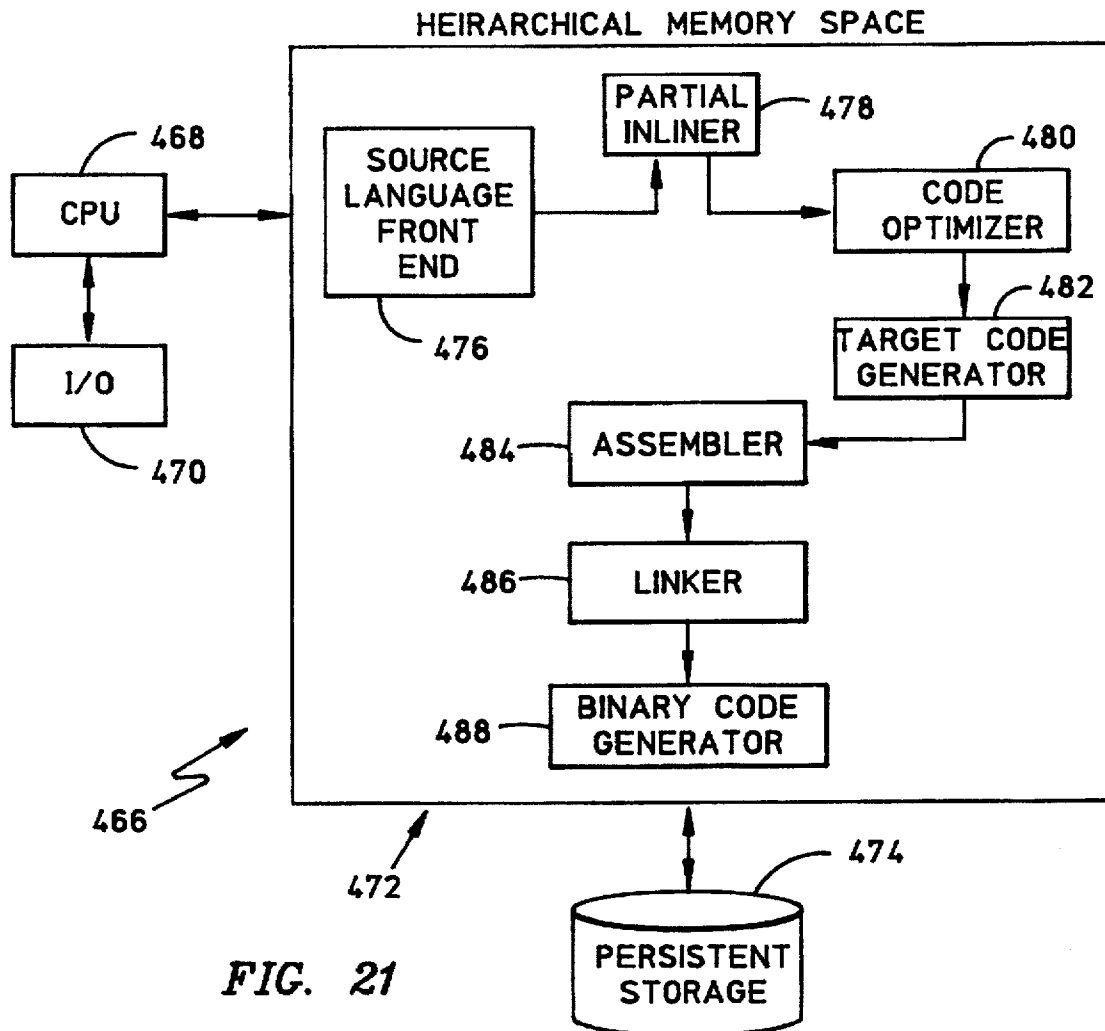 HEIRARCHICAL MEMORY SPACE
468
CPU
I/O
470
SOURCE
LANGUAGE
FRONT
END
476
PARTIAL
INLINER
478
480
CODE
OPTIMIZER
482
TARGET CODE
GENERATOR
484
ASSEMBLER
486
LINKER
488
BINARY CODE
GENERATOR
466
472
474
PERSISTENT
STORAGE
FIG. 21